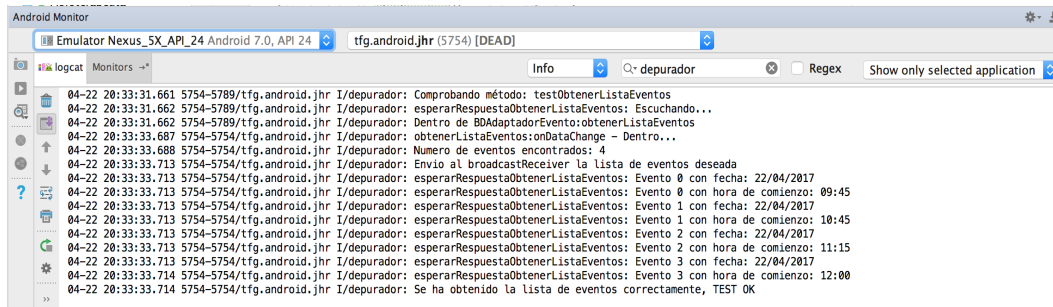 Android Monitor
Emulator Nexus_5X_API_24 Android 7.0, API 24
tfg.android.jhr (5754) [DEAD]
logcat
Monitors
Info
depurador
Regex
Show only selected application
04-22 20:33:31.661 5754-5789/tfg.android.jhr I/depurador: Comprobando método: testObtenerListaEventos
04-22 20:33:31.662 5754-5789/tfg.android.jhr I/depurador: esperarRespuestaObtenerListaEventos: Escuchando...
04-22 20:33:31.662 5754-5789/tfg.android.jhr I/depurador: Dentro de BDAdaptadorEvento:obtenerListaEventos
04-22 20:33:33.687 5754-5754/tfg.android.jhr I/depurador: obtenerListaEventos:onDataChange - Dentro...
04-22 20:33:33.688 5754-5754/tfg.android.jhr I/depurador: Numero de eventos encontrados: 4
04-22 20:33:33.713 5754-5754/tfg.android.jhr I/depurador: Envio al broadcastReceiver la lista de eventos deseada
04-22 20:33:33.713 5754-5754/tfg.android.jhr I/depurador: esperarRespuestaObtenerListaEventos: Evento 0 con fecha: 22/04/2017
04-22 20:33:33.713 5754-5754/tfg.android.jhr I/depurador: esperarRespuestaObtenerListaEventos: Evento 0 con hora de comienzo: 09:45
04-22 20:33:33.713 5754-5754/tfg.android.jhr I/depurador: esperarRespuestaObtenerListaEventos: Evento 1 con fecha: 22/04/2017
04-22 20:33:33.713 5754-5754/tfg.android.jhr I/depurador: esperarRespuestaObtenerListaEventos: Evento 1 con hora de comienzo: 10:45
04-22 20:33:33.713 5754-5754/tfg.android.jhr I/depurador: esperarRespuestaObtenerListaEventos: Evento 2 con fecha: 22/04/2017
04-22 20:33:33.713 5754-5754/tfg.android.jhr I/depurador: esperarRespuestaObtenerListaEventos: Evento 2 con hora de comienzo: 11:15
04-22 20:33:33.713 5754-5754/tfg.android.jhr I/depurador: esperarRespuestaObtenerListaEventos: Evento 3 con fecha: 22/04/2017
04-22 20:33:33.714 5754-5754/tfg.android.jhr I/depurador: esperarRespuestaObtenerListaEventos: Evento 3 con hora de comienzo: 12:00
04-22 20:33:33.714 5754-5754/tfg.android.jhr I/depurador: Se ha obtenido la lista de eventos correctamente, TEST OK